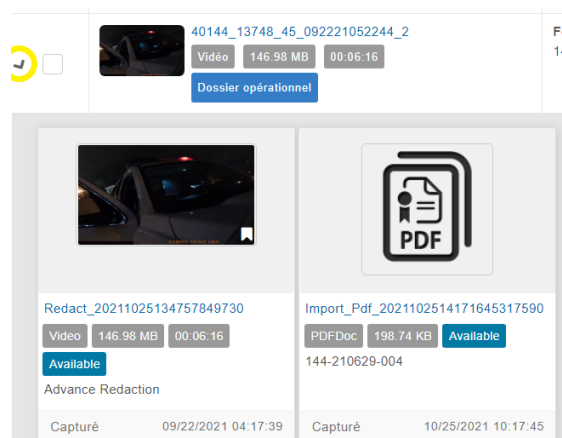 40144_13748_45_092221052244_2
Vidéo 146.98 MB 00:06:16
Dossier opérationnel
PDF
Redact_20211025134757849730
Import_Pdf_2021102514171645317590
Video 146.98 MB 00:06:16
PDFDoc 198.74 KB Available
Available
144-210629-004
Advance Redaction
Capturé 09/22/2021 04:17:39
Capturé 10/25/2021 10:17:45